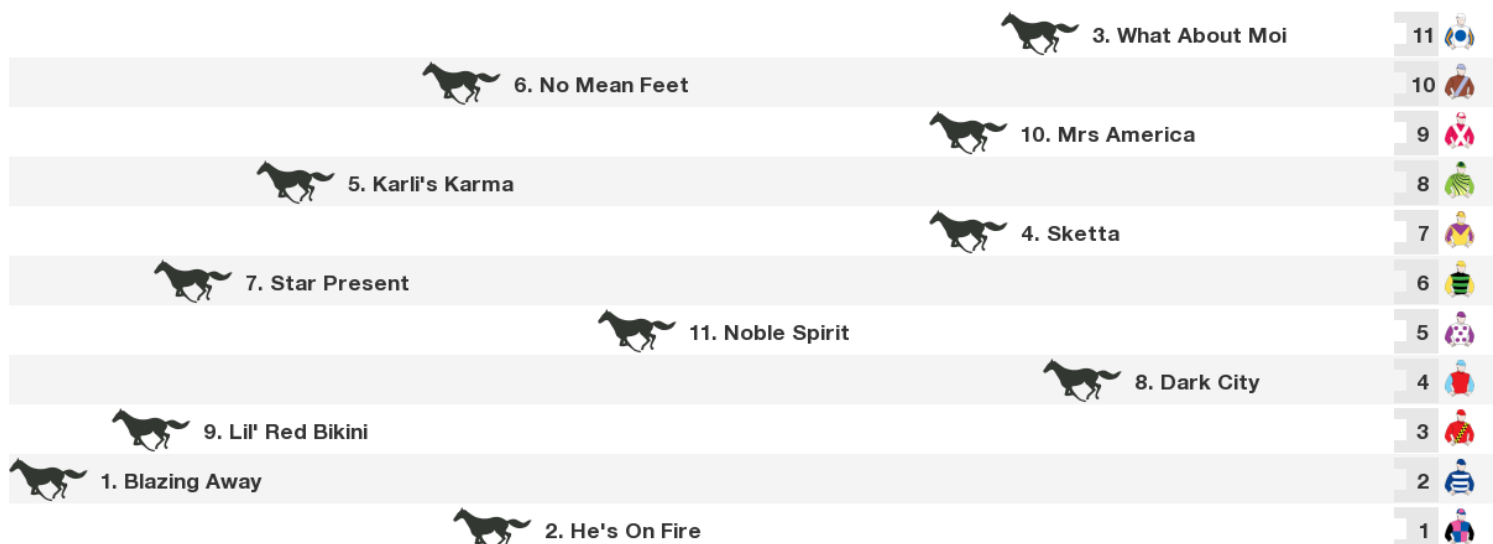 3. What About Moi 11
6. No Mean Feet 10
10. Mrs America 9
5. Karli's Karma 8
4. Sketta 7
7. Star Present 6
11. Noble Spirit 5
8. Dark City 4
9. Lil' Red Bikini 3
1. Blazing Away 2
2. He's On Fire 1